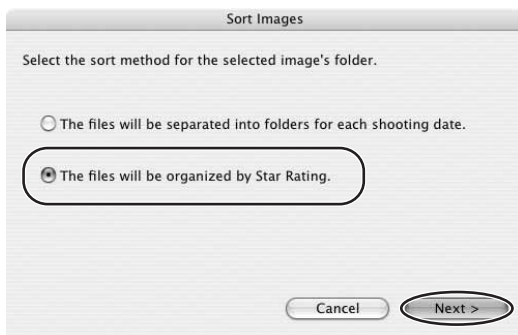 Sort Images
Select the sort method for the selected image's folder.
The files will be separated into folders for each shooting date.
The files will be organized by Star Rating.
Cancel
Next >